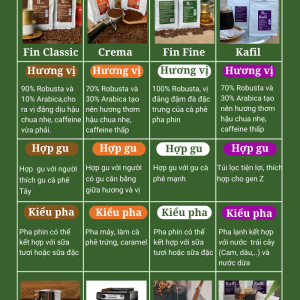 Fin Classic
Crema
Fin Fine
Kafil
Hương vị
Hương vị
Hương vị
Hương vị
90% Robusta và
10% Arabica,cho
ra vị đắng dịu hậu
chua nhẹ, caffeine
vừa phải.
70% Robusta và
30% Arabica tạo
nên hương thơm
hậu chua nhẹ,
caffeine thấp
100% Robusta, vị
đắng đậm đà đặc
trưng của cà phê
pha phin
70% Robusta và
30% Arabica tạo
nên hương thơm
hậu chua nhẹ,
caffeine thấp
Hợp gu
Hợp gu
Hợp gu
Hợp gu
Hợp gu với người
thích gu cà phê
Tây
Hợp gu với người
có gu cân bằng
giữa hương và vị
Hợp gu với gu cà
phê mạnh
Túi lọc tiện lợi, thích
hợp cho gen Z
Kiểu pha
Kiểu pha
Kiểu pha
Kiểu pha
Pha phin có thể
kết hợp với sữa
tươi hoặc sữa đặc
Pha máy, làm cà
phê trứng, caramel
Pha phin có thể
kết hợp với sữa
tươi hoặc sữa đặc
Pha lạnh kết hợp
với nước trái cây
(Cam, dâu,..) và
nước dừa